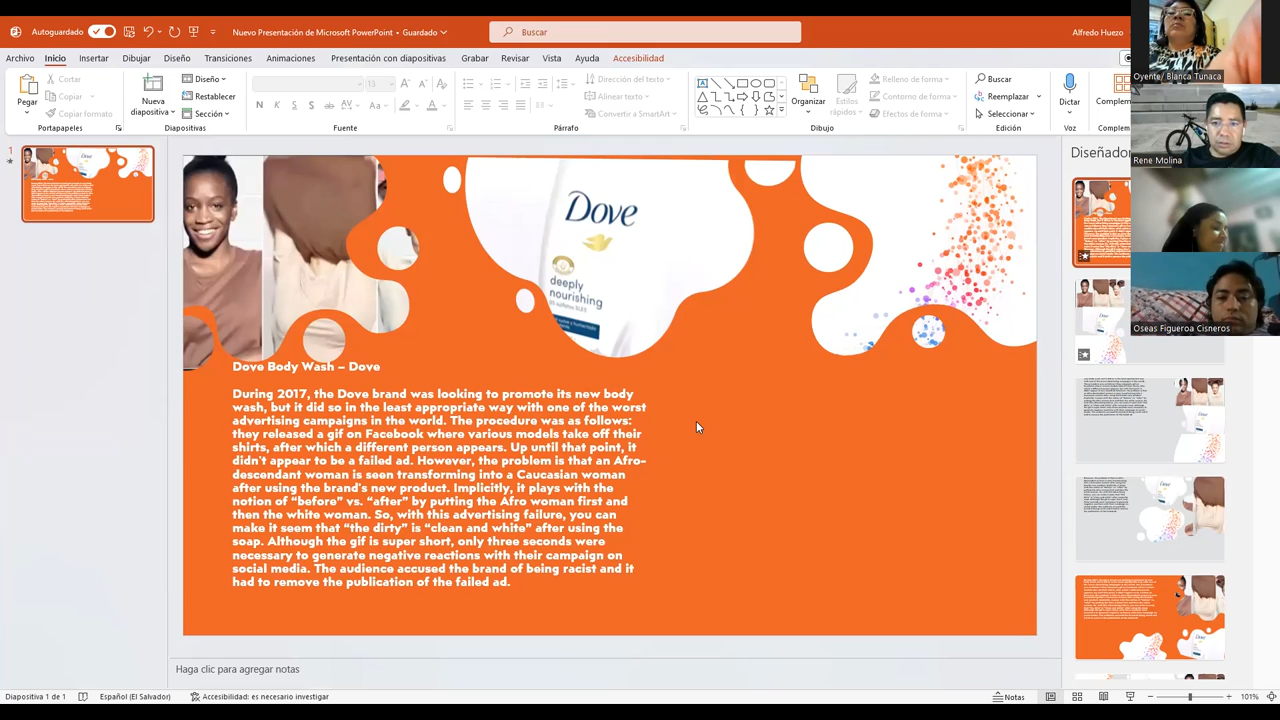 Autoguardado
Nuevo Presentación de Microsoft PowerPoint • Guardado
Buscar
Alfredo Huezo
Archivo Inicio Insertar Dibujar Diseño Transiciones Animaciones Presentación con diapositivas Grabar Revisar Vista Ayuda Accesibilidad
Pegar
Cortar
Copiar
Copiar formato
Portapapeles
Nueva
diapositiva
Diseño
Restablecer
Sección
Diapositivas
13
Fuente
Dirección del texto
Alinear texto
Convertir a SmartArt
Párrafo
Organizar
Estilos
rápidos
Relleno de forma
Contorno de forma
Efectos de forma
Dibujo
Buscar
Reemplazar
Seleccionar
Edición
Dictar
Voz
Complem
Complem
Oyente/ Blanca Tunaca
Rene Molina
Oseas Figueroa Cisneros
1
Diseñador
Dove
deeply
nourishing
Dove Body Wash – Dove
During 2017, the Dove brand was looking to promote its new body
wash, but it did so in the least appropriate way with one of the worst
advertising campaigns in the world. The procedure was as follows:
they released a gif on Facebook where various models take off their
shirts, after which a different person appears. Up until that point, it
didn't appear to be a failed ad. However, the problem is that an Afro-
descendant woman is seen transforming into a Caucasian woman
after using the brand's new product. Implicitly, it plays with the
notion of “before” vs. “after” by putting the Afro woman first and
then the white woman. So, with this advertising failure, you can
make it seem that “the dirty” is “clean and white” after using the
soap. Although the gif is super short, only three seconds were
necessary to generate negative reactions with their campaign on
social media. The audience accused the brand of being racist and it
had to remove the publication of the failed ad.
Haga clic para agregar notas
Diapositiva 1 de 1
Español (El Salvador)
Accesibilidad: es necesario investigar
Notas
101%